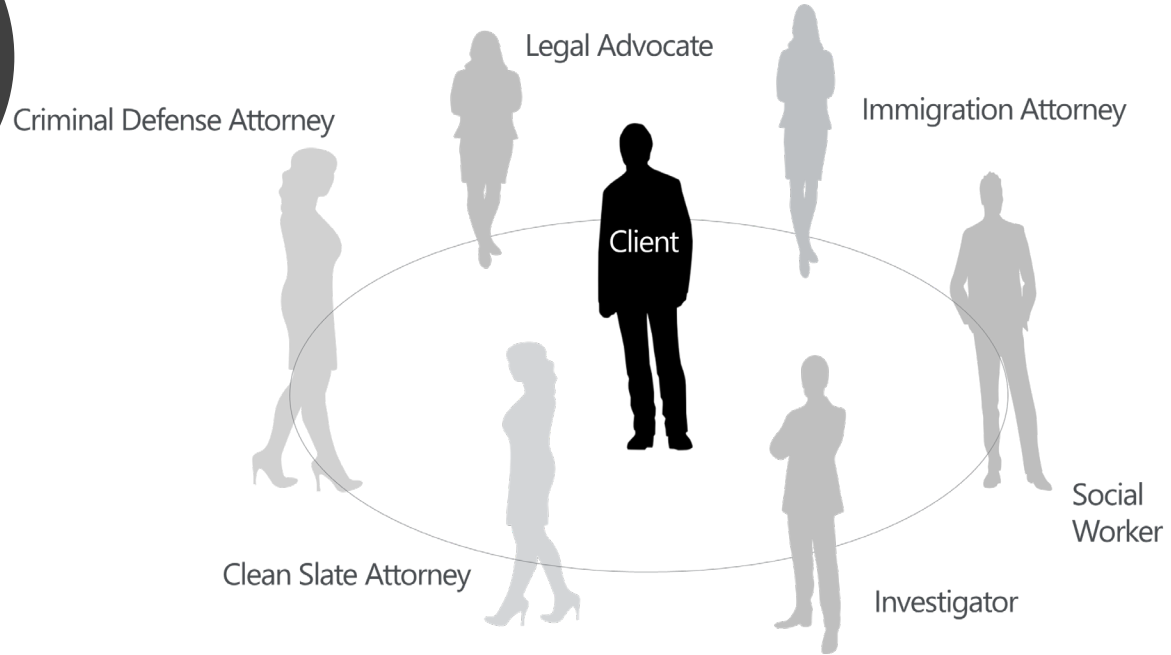 Legal Advocate
Immigration Attorney
Criminal Defense Attorney
Client
Social
Worker
Clean Slate Attorney
Investigator